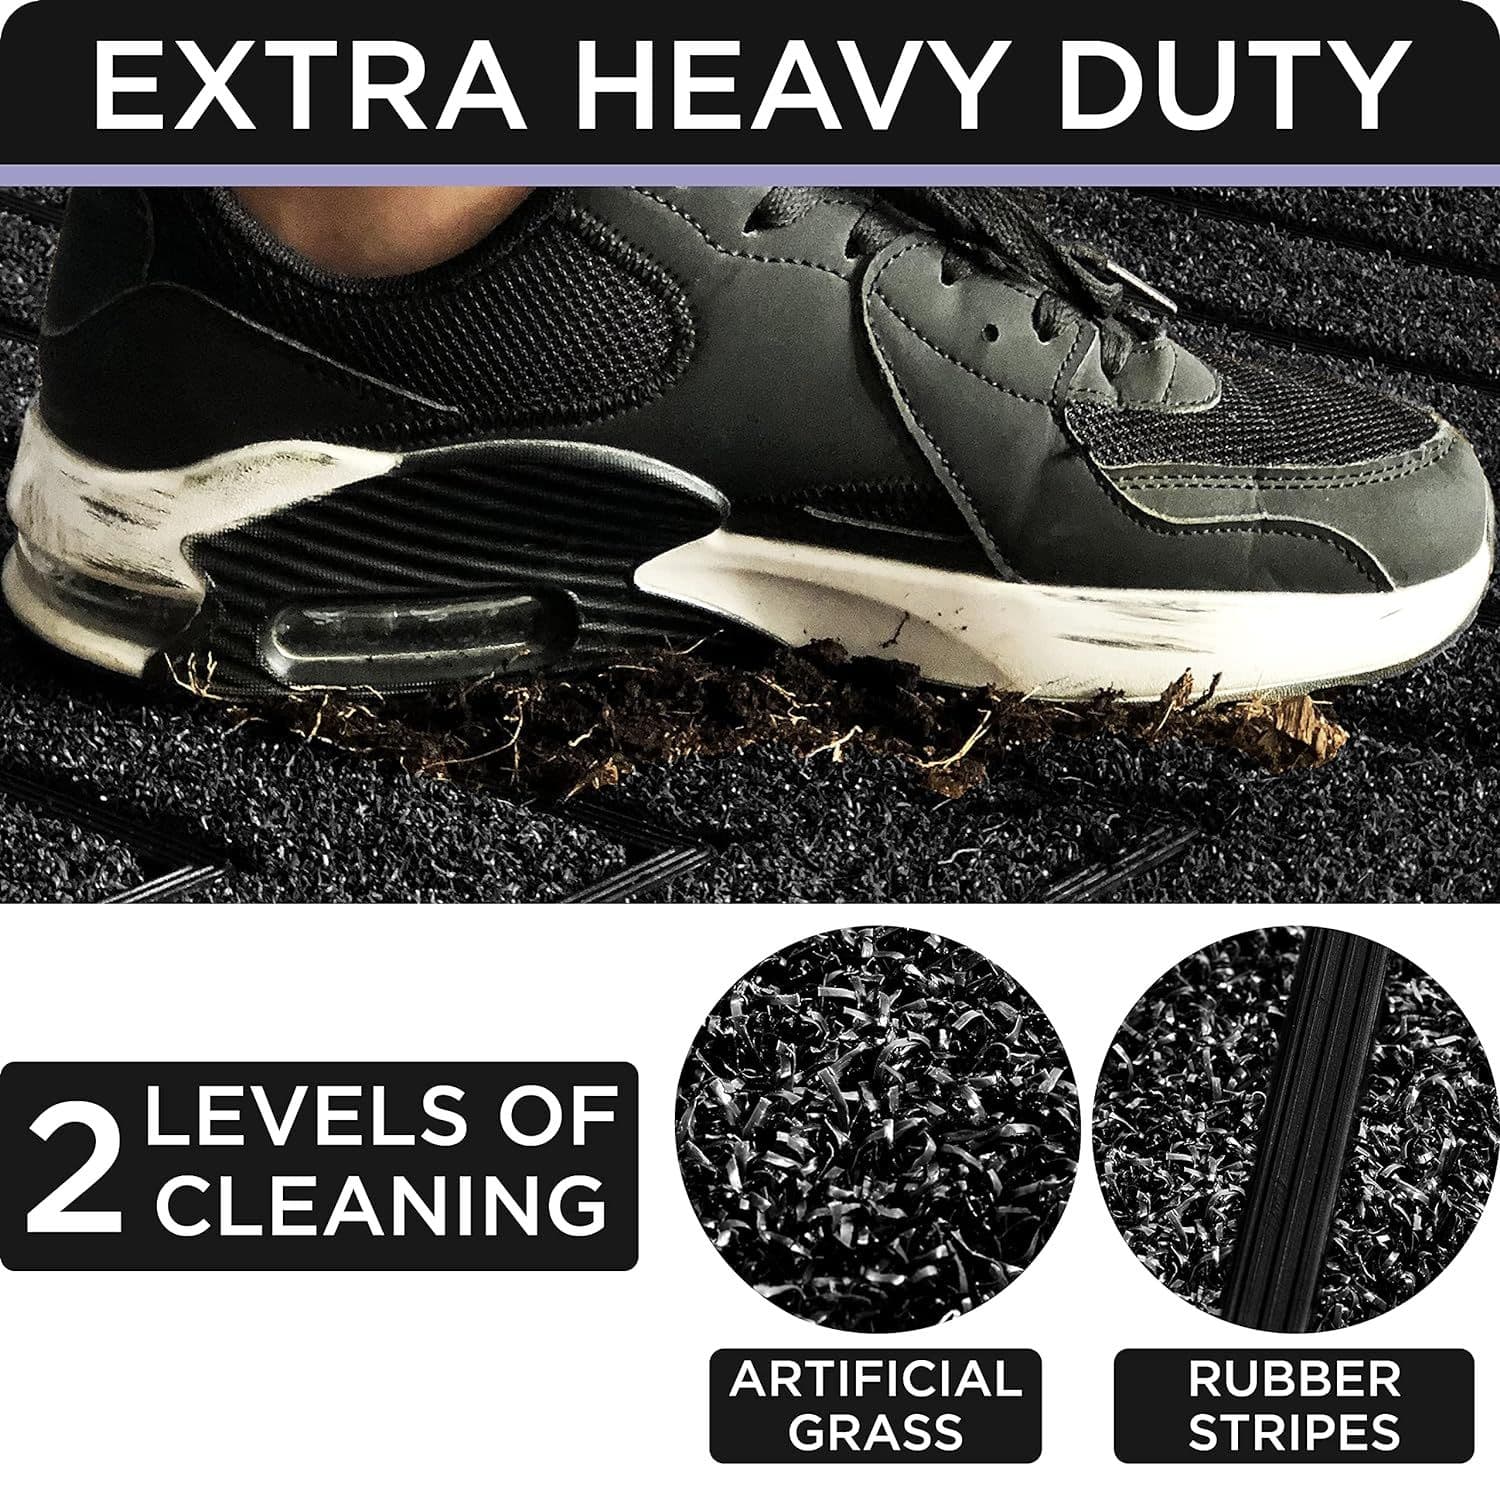 EXTRA HEAVY DUTY
2 LEVELS OF
CLEANING
ARTIFICIAL
GRASS
RUBBER
STRIPES